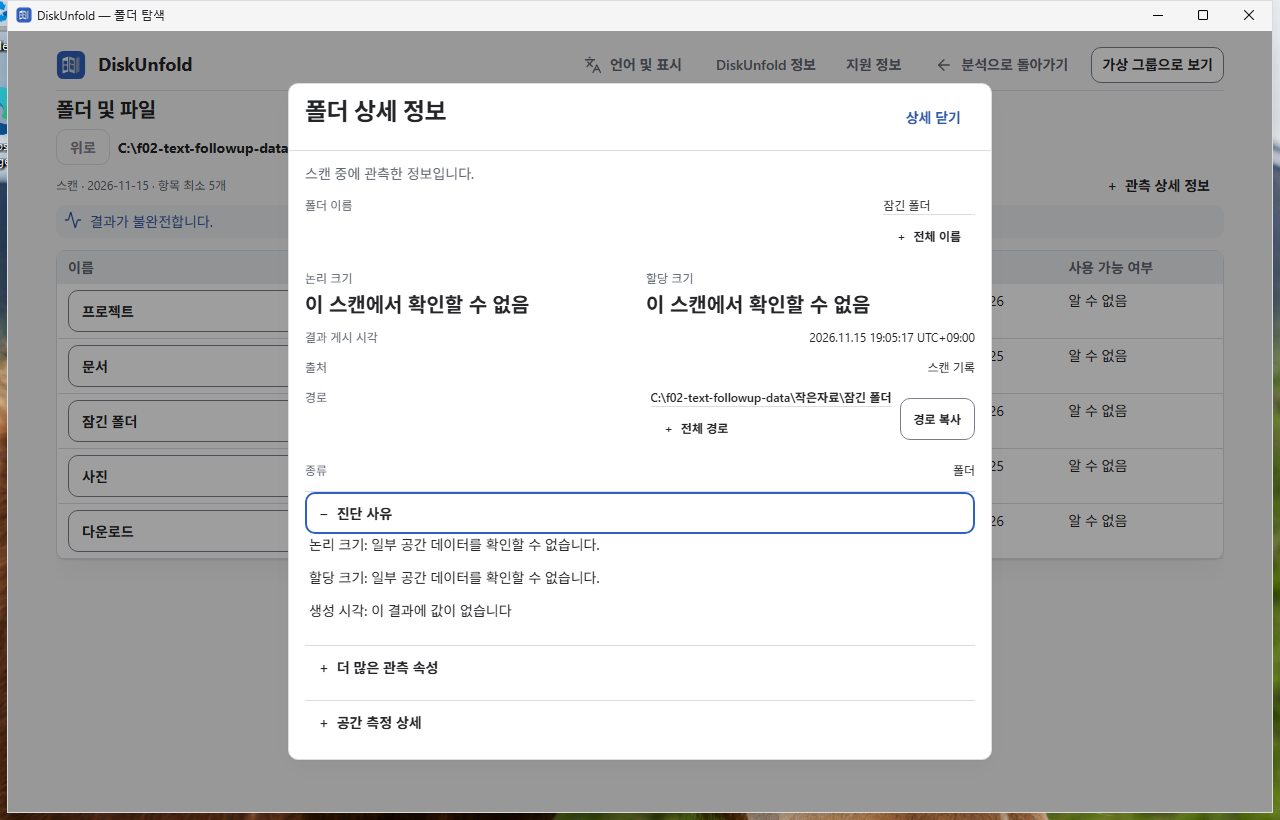 DiskUnfold — 폴더 탐색
DiskUnfold
언어 및 표시
DiskUnfold 정보
지원 정보
← 분석으로 돌아가기
가상 그룹으로 보기
폴더 및 파일
위로
C:\f02-text-followup-data
스캔 · 2026-11-15 · 항목 최소 5개
+ 관측 상세 정보
결과가 불완전합니다.
이름
사용 가능 여부
프로젝트
26
알 수 없음
문서
25
알 수 없음
잠긴 폴더
26
알 수 없음
사진
25
알 수 없음
다운로드
26
알 수 없음
폴더 상세 정보
상세 닫기
스캔 중에 관측한 정보입니다.
폴더 이름
잠긴 폴더
+ 전체 이름
논리 크기
할당 크기
이 스캔에서 확인할 수 없음
이 스캔에서 확인할 수 없음
결과 게시 시각
2026.11.15 19:05:17 UTC+09:00
출처
스캔 기록
경로
C:\f02-text-followup-data\작은자료\잠긴 폴더
+ 전체 경로
경로 복사
종류
폴더
− 진단 사유
논리 크기: 일부 공간 데이터를 확인할 수 없습니다.
할당 크기: 일부 공간 데이터를 확인할 수 없습니다.
생성 시각: 이 결과에 값이 없습니다
+ 더 많은 관측 속성
+ 공간 측정 상세